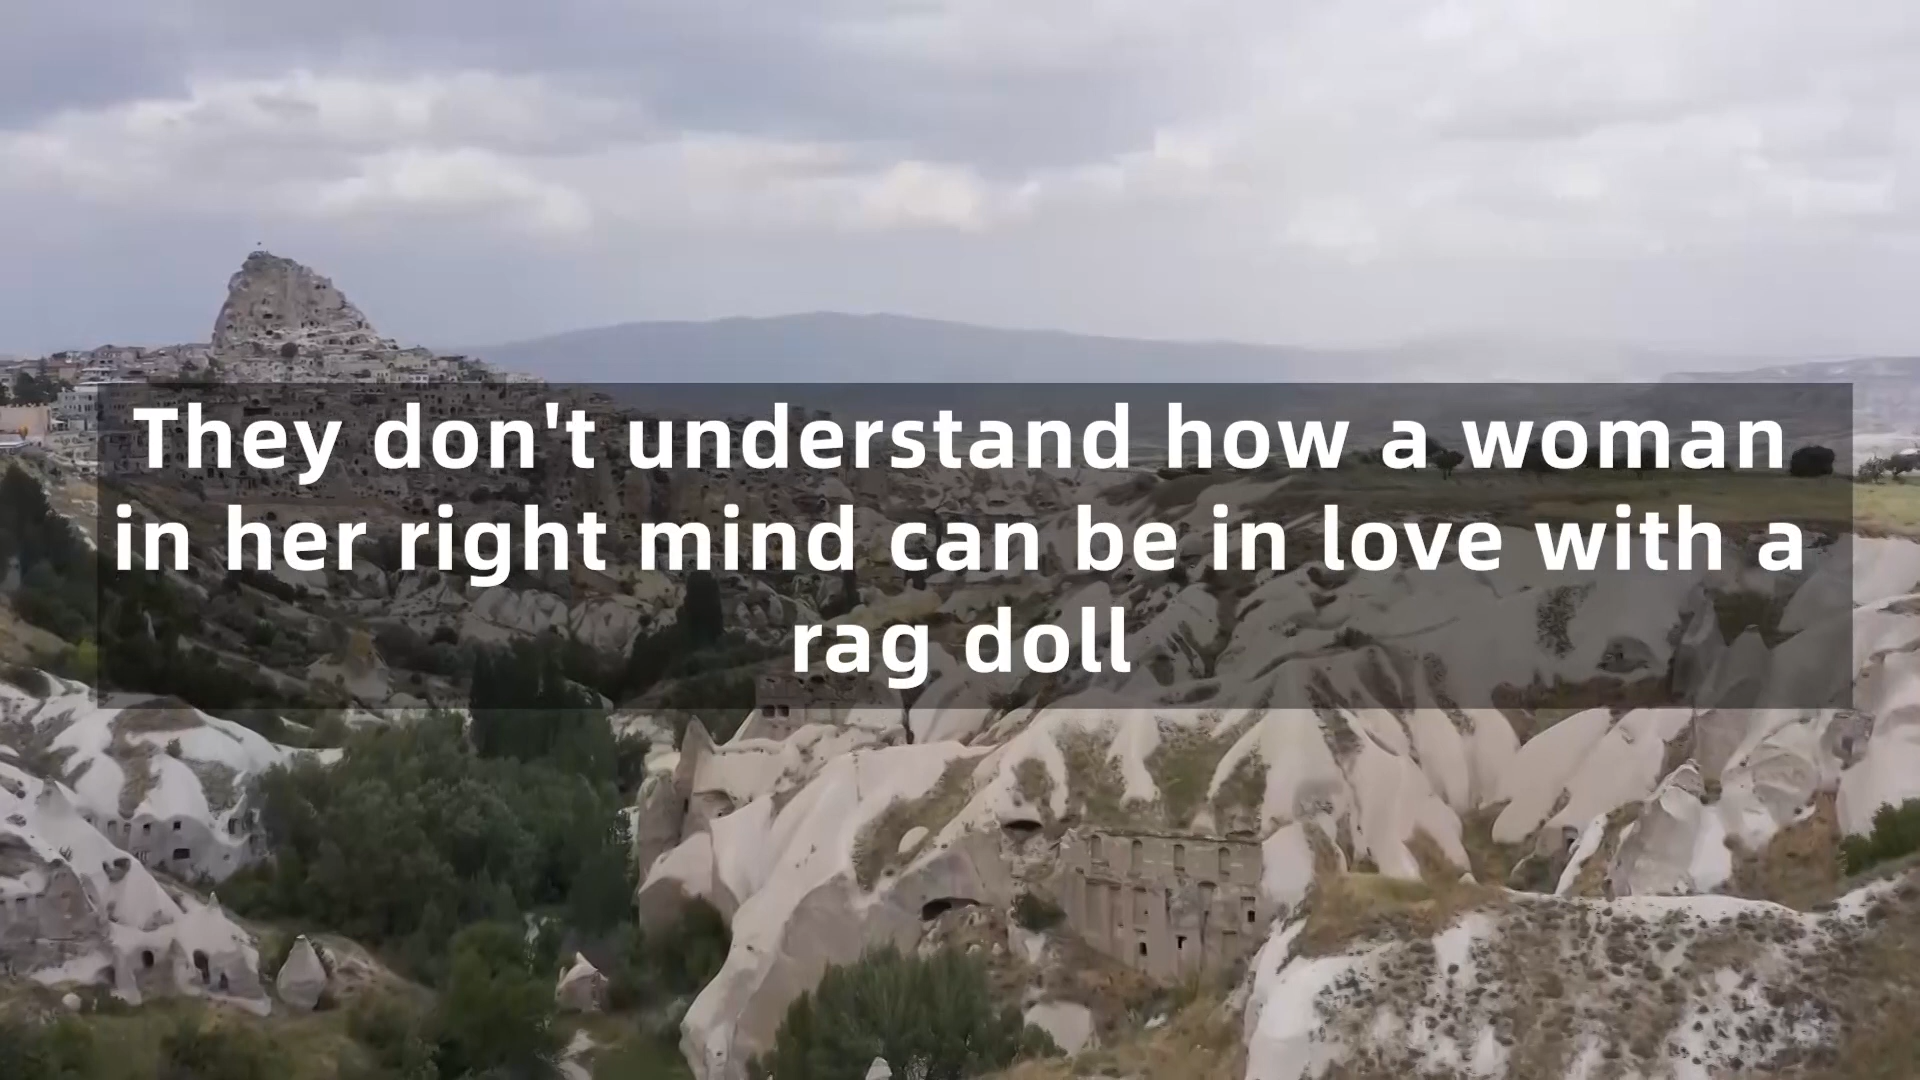 They don't understand how a woman
in her right mind can be in love with a
rag doll